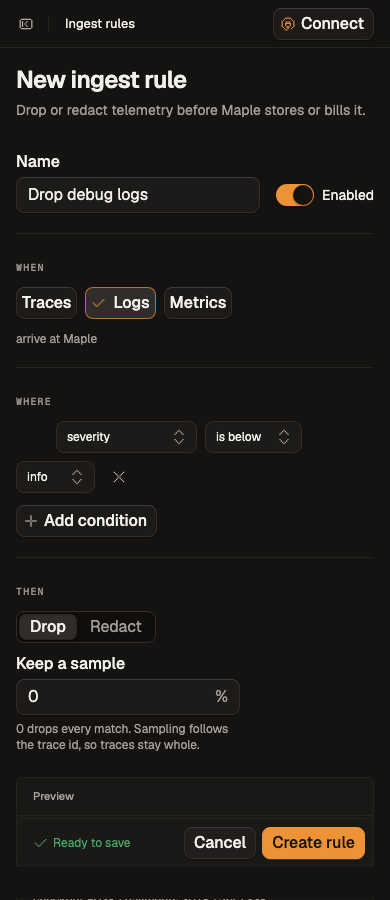 Ingest rules
Connect
New ingest rule
Drop or redact telemetry before Maple stores or bills it.
Name
Drop debug logs
Enabled
WHEN
Traces
Logs
Metrics
arrive at Maple
WHERE
severity
is below
info
Add condition
THEN
Drop
Redact
Keep a sample
0
%
0 drops every match. Sampling follows
the trace id, so traces stay whole.
Preview
Ready to save
Cancel
Create rule